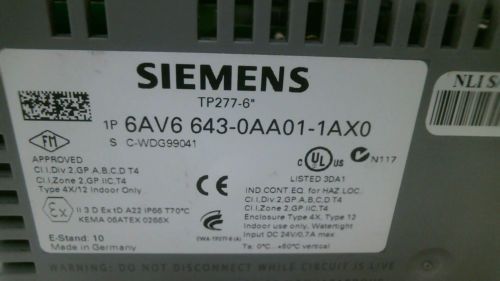 SIEMENS
TP277-6"
1P 6AV6 643-0AA01-1AX0
S C-WDG99041
NLI S
FM
APPROVED
Cl.I,Div.2,GP.A,B,C,D T4
Cl.I,Zone 2,GP.IIC,T4
Type 4X/12 Indoor Only
c UL US
LISTED 3DA1
N117
CE
IND.CONT.EQ. for HAZ.LOC.
Cl.I,Div.2,GP.A,B,C,D T4
Cl.I,Zone 2,GP.IIC,T4
Enclosure Type 4X, Type 12
Indoor use only, Watertight
Input DC 24V/0.7A max
Ta: 0°C... +50°C vertical
Ex II 3 D Ex tD A22 IP65 T70°C
KEMA 06ATEX 0266X
E-Stand: 10
Made in Germany
WARNING: DO NOT DISCONNECT WHILE CIRCUIT IS LIVE